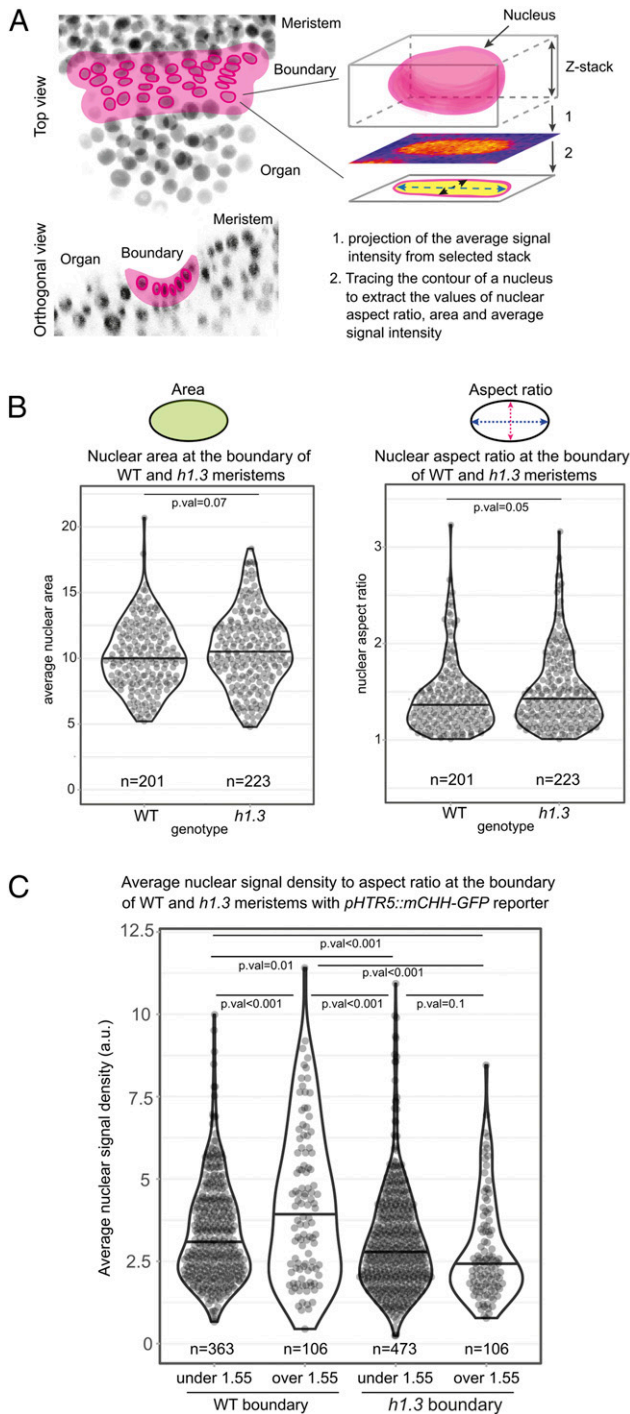 A
Meristem
Boundary
Top view
Organ
Nucleus
Z-stack
1
2
Orthogonal view
Organ
Boundary
Meristem
1. projection of the average signal
intensity from selected stack
2. Tracing the contour of a nucleus
to extract the values of nuclear
aspect ratio, area and average
signal intensity
B
Area
Nuclear area at the boundary of
WT and h1.3 meristems
p.val=0.07
average nuclear area
20
15
10
5
0
n=201
n=223
WT
h1.3
genotype
Aspect ratio
Nuclear aspect ratio at the boundary
of WT and h1.3 meristems
p.val=0.05
nuclear aspect ratio
3
2
1
n=201
n=223
WT
h1.3
genotype
C
Average nuclear signal density to aspect ratio at the boundary
of WT and h1.3 meristems with pHTR5::mCHH-GFP reporter
Average nuclear signal density (a.u.)
12.5
10
7.5
5
2.5
0
p.val<0.001
p.val=0.01
p.val<0.001
p.val<0.001
p.val<0.001
p.val=0.1
n=363
n=106
n=473
n=106
under 1.55
over 1.55
under 1.55
over 1.55
WT boundary
h1.3 boundary